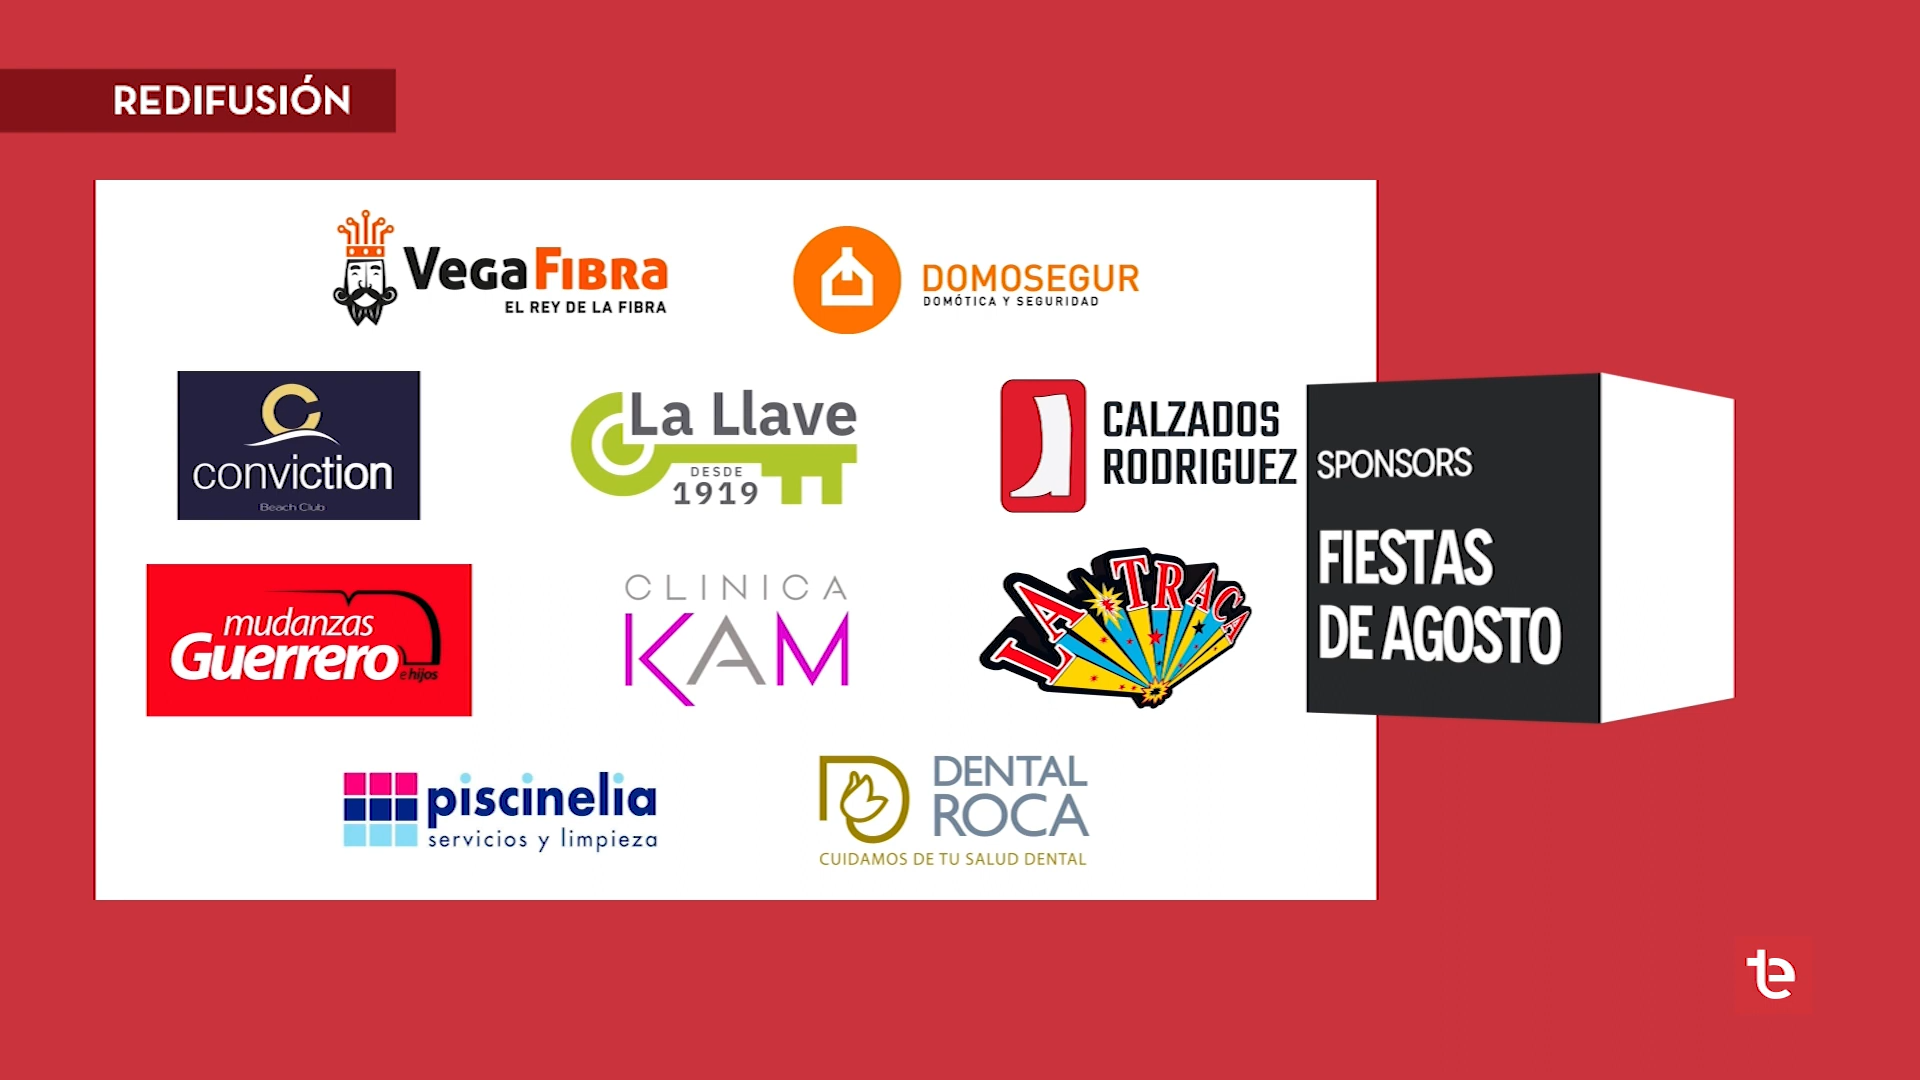 REDIFUSIÓN
VegaFIBRA
EL REY DE LA FIBRA
DOMOSEGUR
DOMÓTICA Y SEGURIDAD
conviction
Beach Club
La Llave
DESDE
1919
CALZADOS
RODRIGUEZ
SPONSORS
FIESTAS
DE AGOSTO
mudanzas
Guerrero
e hijos
CLINICA
KAM
LA TRACA
piscinelia
servicios y limpieza
DENTAL
ROCA
CUIDAMOS DE TU SALUD DENTAL
te